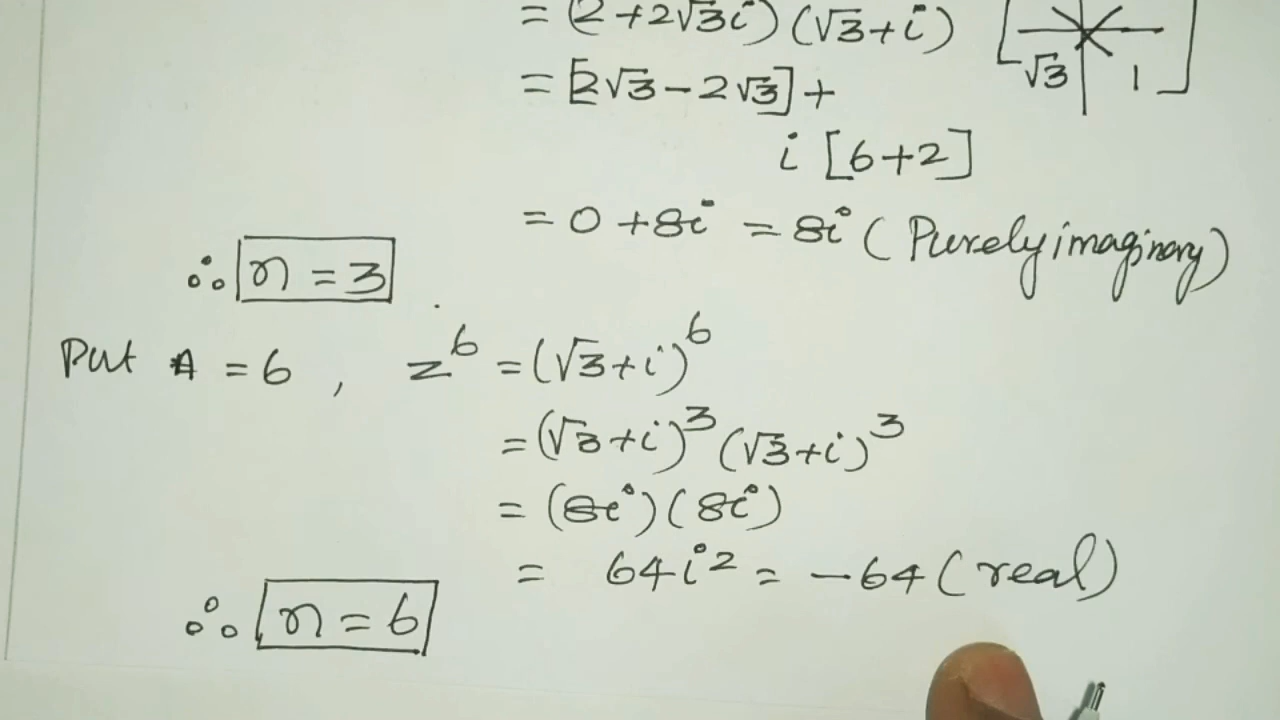 = (2 + 2√3i) (√3 + i)
√3 1
= [2√3 - 2√3] +
i [6+2]
= 0 + 8i = 8i (Purely imaginary)
∴ n = 3
Put n = 6, z^6 = (√3 + i)^6
= (√3 + i)^3 (√3 + i)^3
= (8i) (8i)
= 64i^2 = -64 (real)
∴ n = 6